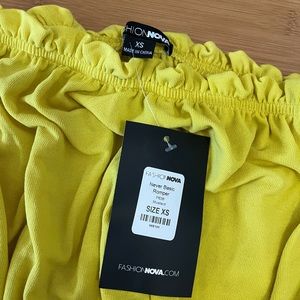 FASHIONNOVA
XS
MADE IN CHINA
FASHIONNOVA
Never Basic
Romper
SIZE XS
FASHIONNOVA.COM